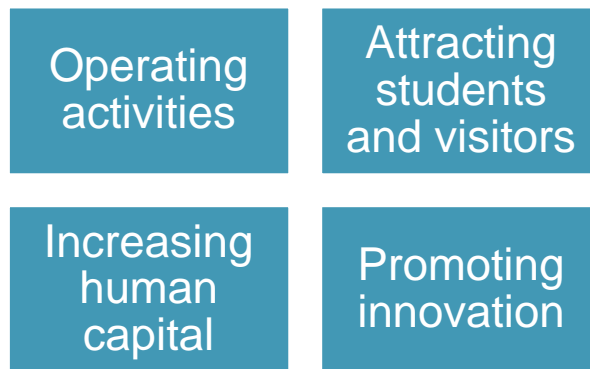 Operating
activities
Attracting
students
and visitors
Increasing
human
capital
Promoting
innovation